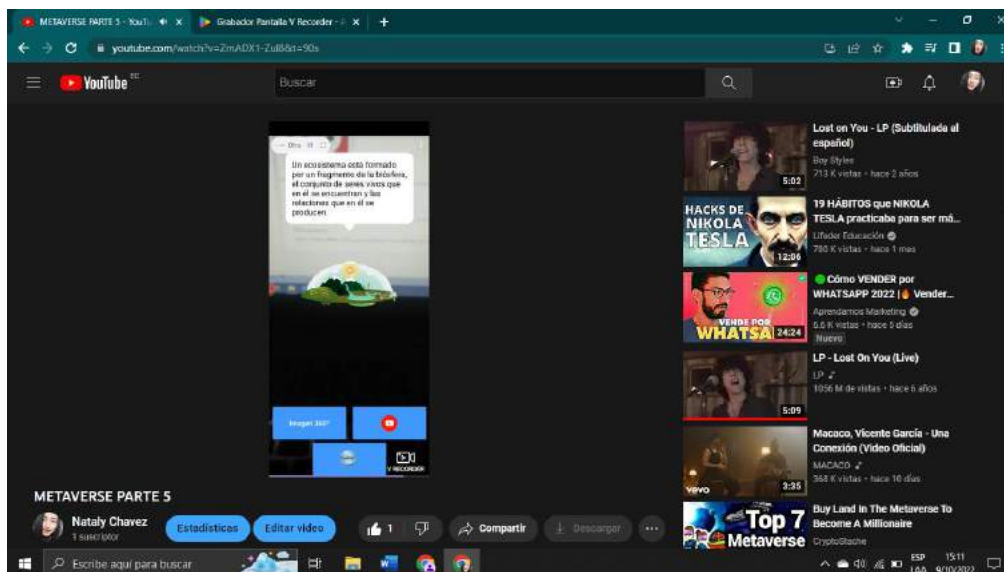 METAVERSE PARTE 5 - YouTu
Grabador Pantalla V Recorder - A
youtube.com/watch?v=ZmADX1-ZuI8&t=90s
YouTube EC
Buscar
Otra
Un ecosistema está formado
por un fragmento de la biósfera,
el conjunto de seres vivos que
en él se encuentran y las
relaciones que en él se
producen
Imagen 360°
V RECORDER
METAVERSE PARTE 5
Nataly Chavez
1 suscriptor
Estadísticas
Editar video
1
Compartir
Descargar
5:02
Lost on You - LP (Subtitulada al
español)
Boy Styles
713 K vistas • hace 2 años
HACKS DE
NIKOLA
TESLA
12:06
19 HÁBITOS que NIKOLA
TESLA practicaba para ser má...
Lifeder Educación
780 K vistas • hace 1 mes
VENDE POR
WHATSA
24:24
Cómo VENDER por
WHATSAPP 2022 | Vender...
Aprendamos Marketing
6.6 K vistas • hace 5 días
Nuevo
5:09
LP - Lost On You (Live)
LP
1056 M de vistas • hace 6 años
vevo
3:35
Macaco, Vicente García - Una
Conexión (Video Oficial)
MACACO
368 K vistas • hace 10 días
Top 7
Metaverse
Buy Land In The Metaverse To
Become A Millionaire
CryptoStache
Escribe aquí para buscar
ESP
LAA
15:11
9/10/2022